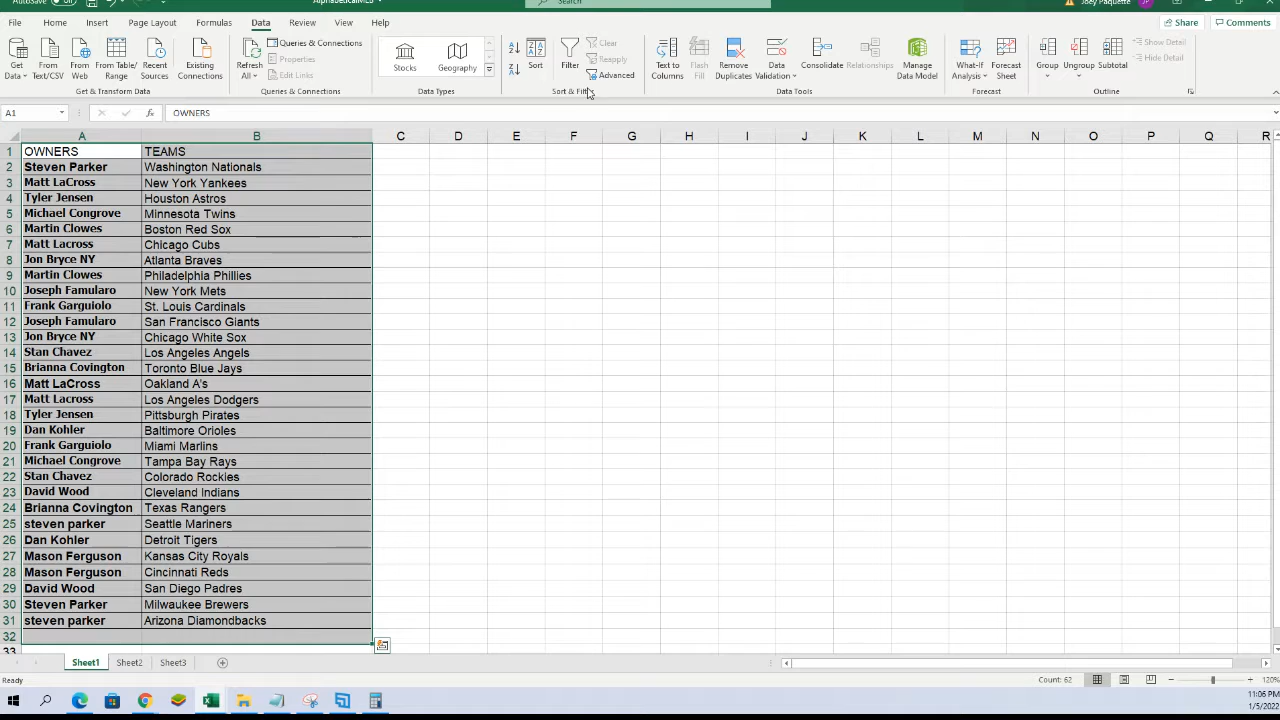 AutoSave
AlphabeticalMLB
Search
Joey Paquette
JP
File
Home
Insert
Page Layout
Formulas
Data
Review
View
Help
Share
Comments
Get Data
From Text/CSV
From Web
From Table/Range
Recent Sources
Existing Connections
Refresh All
Queries & Connections
Properties
Edit Links
Stocks
Geography
Sort
Filter
Clear
Reapply
Advanced
Text to Columns
Flash Fill
Remove Duplicates
Data Validation
Consolidate
Relationships
Manage Data Model
What-If Analysis
Forecast Sheet
Group
Ungroup
Subtotal
Show Detail
Hide Detail
Get & Transform Data
Queries & Connections
Data Types
Sort & Filter
Data Tools
Forecast
Outline
A1
fx
OWNERS
A B C D E F G H I J K L M N O P Q R
1 OWNERS TEAMS
2 Steven Parker Washington Nationals
3 Matt LaCross New York Yankees
4 Tyler Jensen Houston Astros
5 Michael Congrove Minnesota Twins
6 Martin Clowes Boston Red Sox
7 Matt Lacross Chicago Cubs
8 Jon Bryce NY Atlanta Braves
9 Martin Clowes Philadelphia Phillies
10 Joseph Famularo New York Mets
11 Frank Garguiolo St. Louis Cardinals
12 Joseph Famularo San Francisco Giants
13 Jon Bryce NY Chicago White Sox
14 Stan Chavez Los Angeles Angels
15 Brianna Covington Toronto Blue Jays
16 Matt LaCross Oakland A's
17 Matt Lacross Los Angeles Dodgers
18 Tyler Jensen Pittsburgh Pirates
19 Dan Kohler Baltimore Orioles
20 Frank Garguiolo Miami Marlins
21 Michael Congrove Tampa Bay Rays
22 Stan Chavez Colorado Rockies
23 David Wood Cleveland Indians
24 Brianna Covington Texas Rangers
25 steven parker Seattle Mariners
26 Dan Kohler Detroit Tigers
27 Mason Ferguson Kansas City Royals
28 Mason Ferguson Cincinnati Reds
29 David Wood San Diego Padres
30 Steven Parker Milwaukee Brewers
31 steven parker Arizona Diamondbacks
32
33
Sheet1
Sheet2
Sheet3
Ready
Count: 62
120%
11:06 PM
1/5/2022